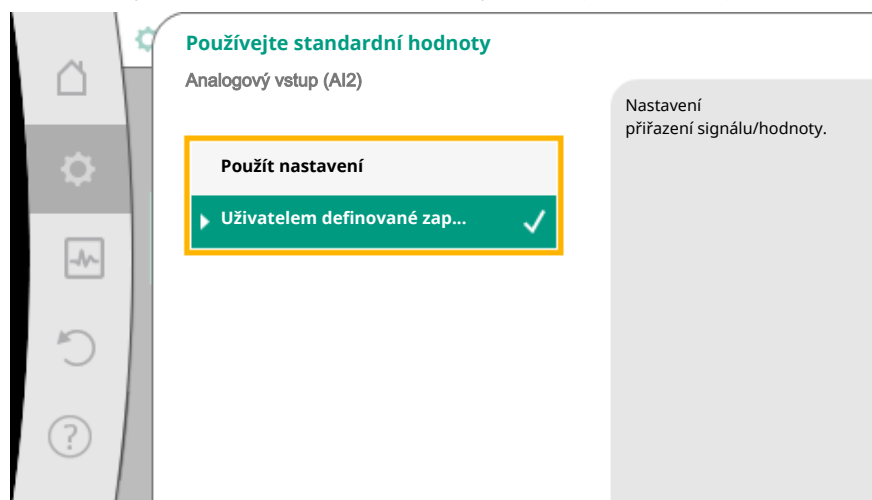 Používejte standardní hodnoty
Analogový vstup (AI2)
Použít nastavení
Uživatelem definované zap...
Nastavení
přiřazení signálu/hodnoty.
?